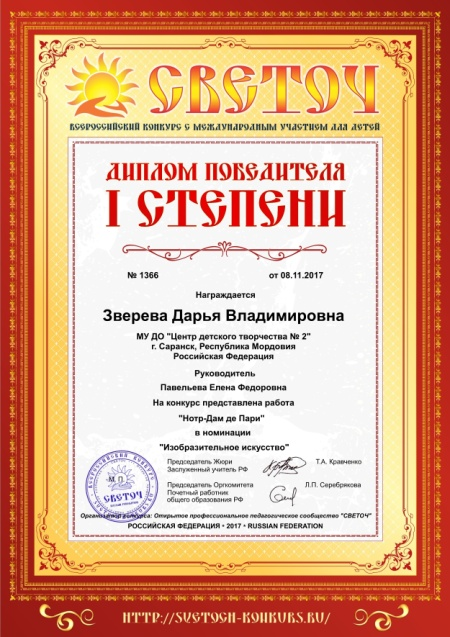 СВЕТОЧ
ВСЕРОССИЙСКИЙ КОНКУРС С МЕЖДУНАРОДНЫМ УЧАСТИЕМ ДЛЯ ДЕТЕЙ
ДИПЛОМ ПОБЕДИТЕЛЯ
I СТЕПЕНИ
№ 1366 от 08.11.2017
Награждается
Зверева Дарья Владимировна
МУ ДО "Центр детского творчества № 2"
г. Саранск, Республика Мордовия
Российская Федерация
Руководитель
Павельева Елена Федоровна
На конкурс представлена работа
"Нотр-Дам де Пари"
в номинации
"Изобразительное искусство"
Председатель Жюри
Заслуженный учитель РФ
Т.А. Кравченко
Председатель Оргкомитета
Почетный работник
общего образования РФ
Л.П. Серебрякова
М.П.
СВЕТОЧ
Организатор конкурса: Открытое профессиональное педагогическое сообщество "СВЕТОЧ"
РОССИЙСКАЯ ФЕДЕРАЦИЯ • 2017 • RUSSIAN FEDERATION
HTTP://SVETOCH-KONKURS.RU/